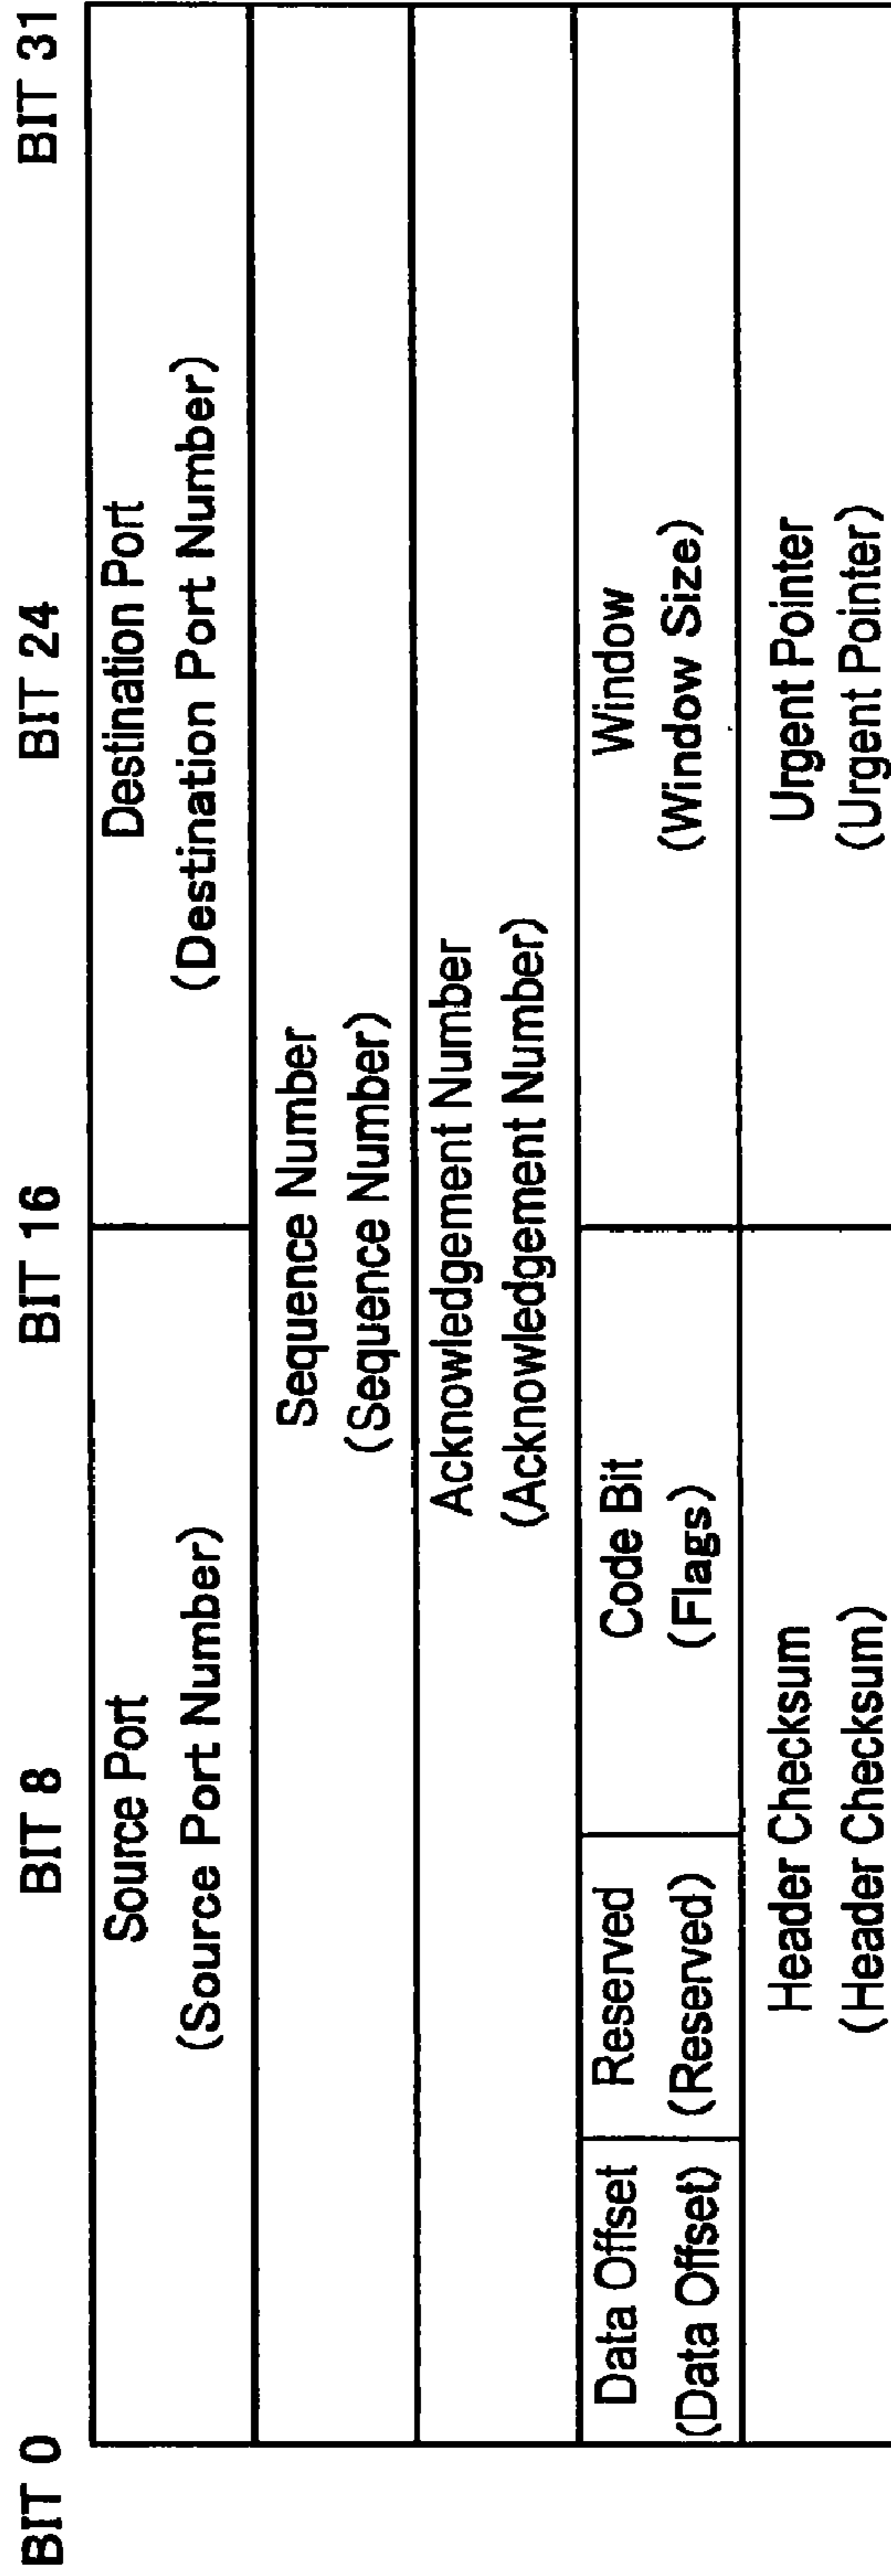 BIT 0 BIT 8 BIT 16 BIT 24 BIT 31
Source Port
(Source Port Number)
Destination Port
(Destination Port Number)
Sequence Number
(Sequence Number)
Acknowledgement Number
(Acknowledgement Number)
Data Offset
(Data Offset)
Reserved
(Reserved)
Code Bit
(Flags)
Window
(Window Size)
Header Checksum
(Header Checksum)
Urgent Pointer
(Urgent Pointer)